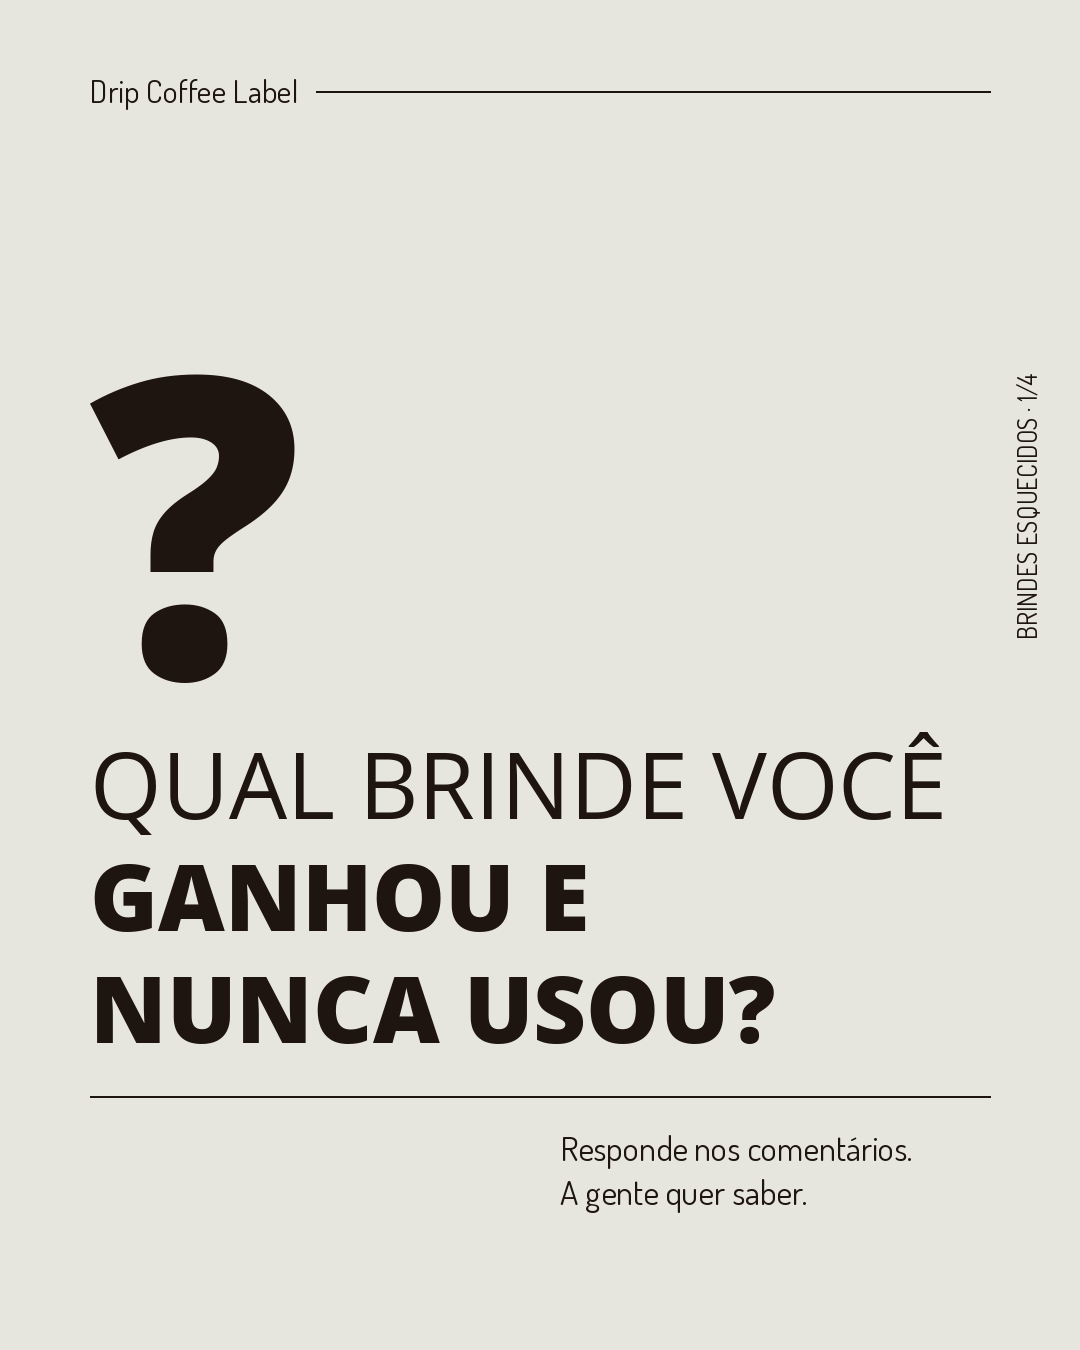 Drip Coffee Label
BRINDES ESQUECIDOS · 1/4
?
QUAL BRINDE VOCÊ
GANHOU E
NUNCA USOU?
Responde nos comentários.
A gente quer saber.